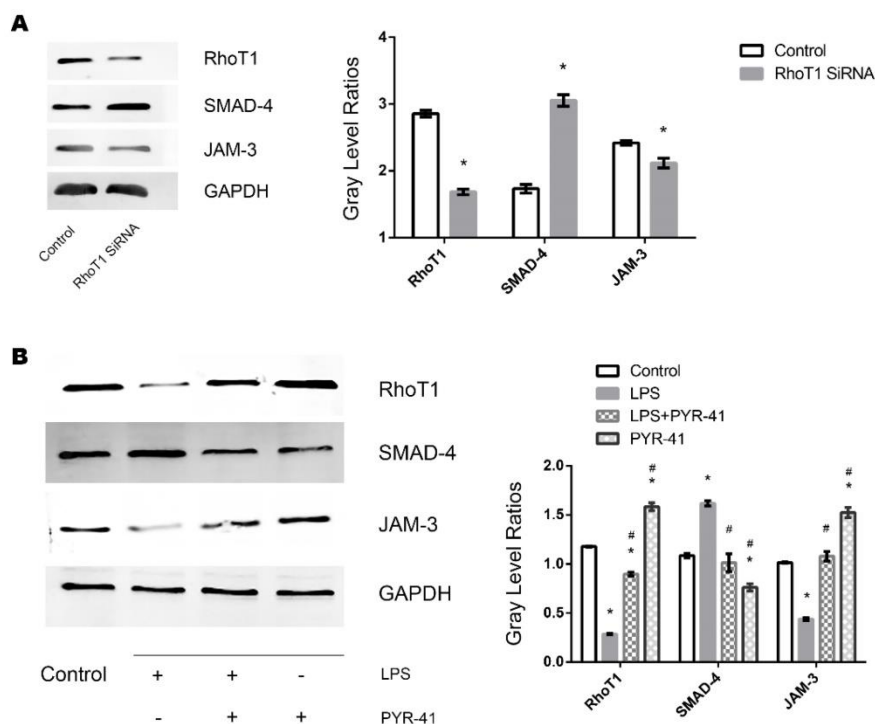 A
RhoT1
SMAD-4
JAM-3
GAPDH
Control
RhoT1 SiRNA
Gray Level Ratios
4
3
2
1
*
*
*
RhoT1
SMAD-4
JAM-3
Control
RhoT1 SiRNA
B
RhoT1
SMAD-4
JAM-3
GAPDH
Control + + - LPS
- + + PYR-41
Control
LPS
LPS+PYR-41
PYR-41
Gray Level Ratios
2.0
1.5
1.0
0.5
0.0
*
#
*
#
*
*
#
#
*
*
#
#
*
RhoT1
SMAD-4
JAM-3